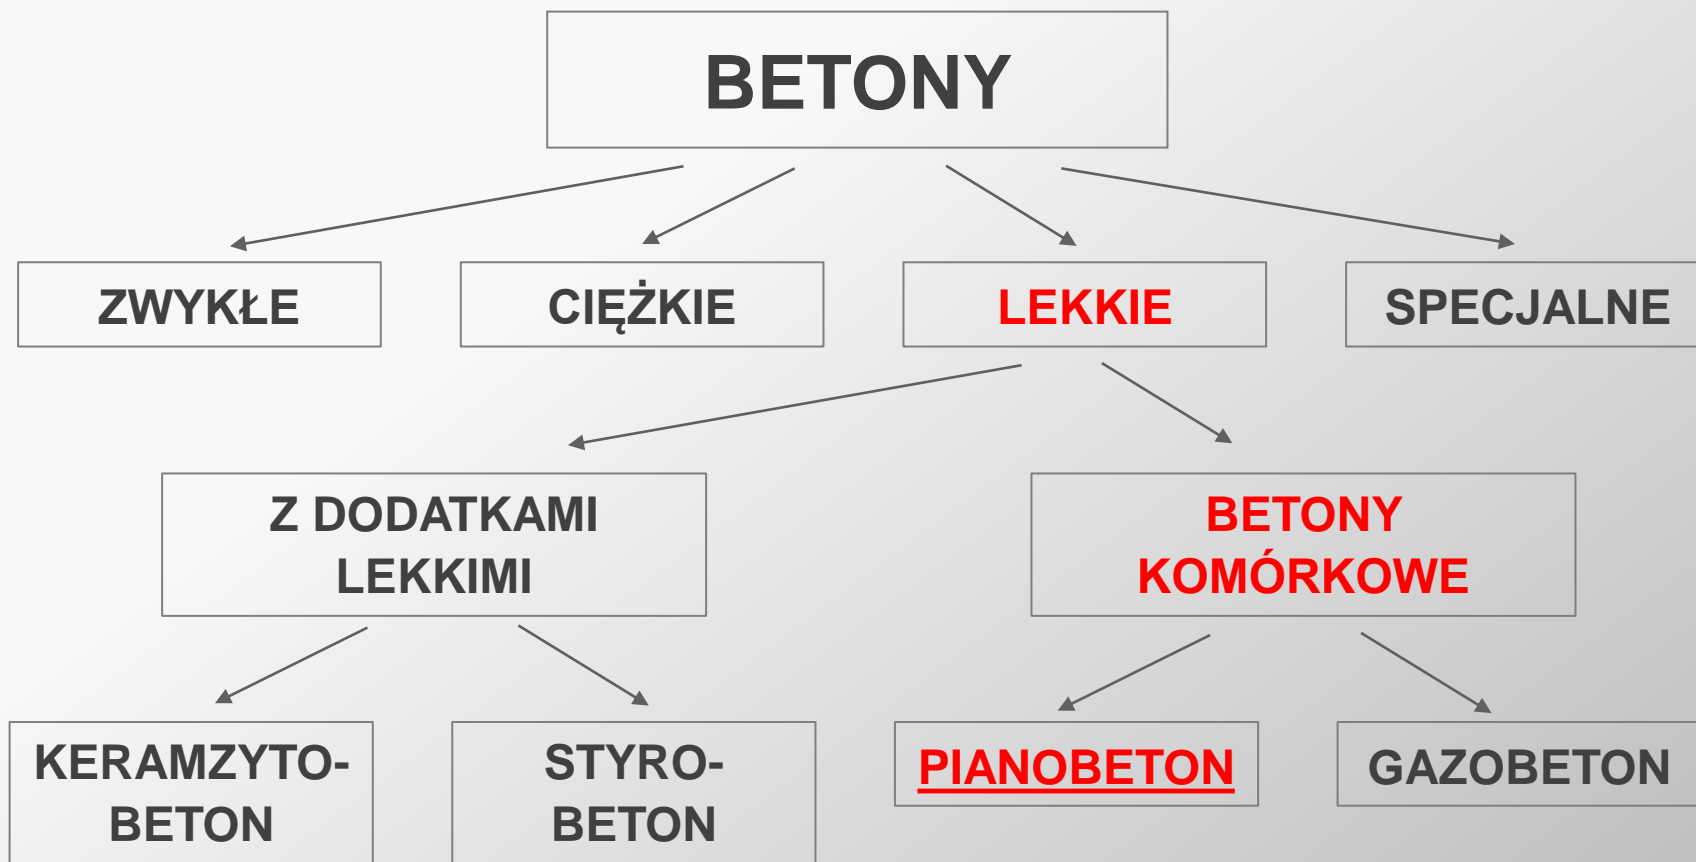 BETONY
ZWYKŁE
CIĘŻKIE
LEKKIE
SPECJALNE
Z DODATKAMI
LEKKIMI
BETONY
KOMÓRKOWE
KERAMZYTO-
BETON
STYRO-
BETON
PIANOBETON
GAZOBETON